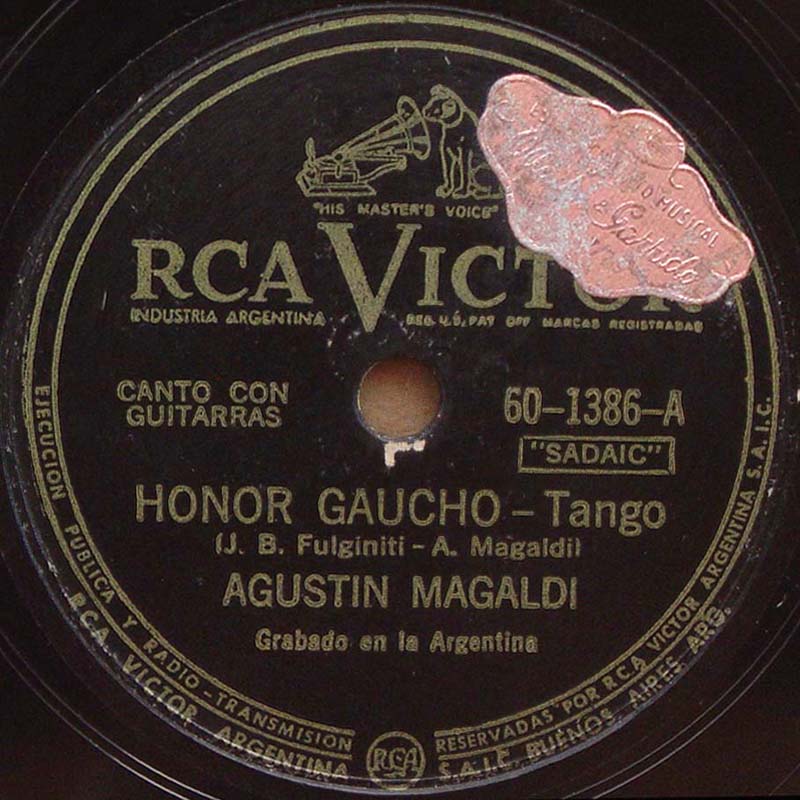 "HIS MASTER'S VOICE"
RCA VICTOR
INDUSTRIA ARGENTINA
REG. U.S. PAT OFF MARCAS REGISTRADAS
CANTO CON
GUITARRAS
60-1386-A
"SADAIC"
HONOR GAUCHO - Tango
(J. B. Fulginiti - A. Magaldi)
AGUSTIN MAGALDI
Grabado en la Argentina
EJECUCION PUBLICA Y RADIO-TRANSMISION RESERVADAS POR RCA VICTOR ARGENTINA S.A.I.C.
RCA VICTOR ARGENTINA S.A.I.C. BUENOS AIRES ARG.
RCA
MUSICAL
Garrido